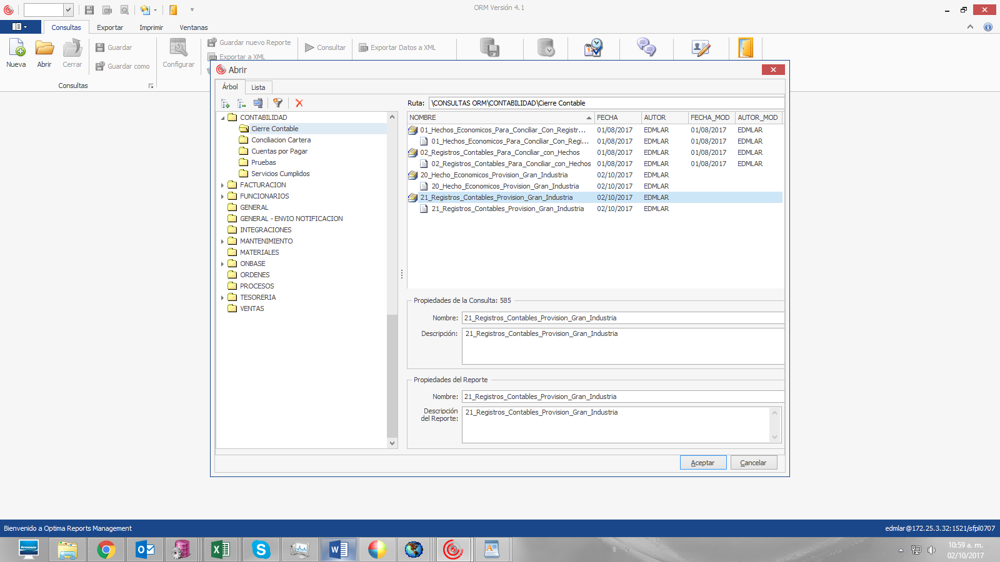 ORM Versión 4.1
Consultas Exportar Imprimir Ventanas
Nueva Abrir Cerrar
Guardar
Guardar como
Configurar
Guardar nuevo Reporte
Exportar a XML
Consultar
Exportar Datos a XML
Consultas
Abrir
Árbol Lista
Ruta: \CONSULTAS ORM\CONTABILIDAD\Cierre Contable
CONTABILIDAD
Cierre Contable
Conciliacion Cartera
Cuentas por Pagar
Pruebas
Servicios Cumplidos
FACTURACION
FUNCIONARIOS
GENERAL
GENERAL - ENVIO NOTIFICACION
INTEGRACIONES
MANTENIMIENTO
MATERIALES
ONBASE
ORDENES
PROCESOS
TESORERIA
VENTAS
NOMBRE FECHA AUTOR FECHA_MOD AUTOR_MOD
01_Hechos_Economicos_Para_Conciliar_Con_Registr... 01/08/2017 EDMLAR 01/08/2017 EDMLAR
01_Hechos_Economicos_Para_Conciliar_Con_Regi... 01/08/2017 EDMLAR 01/08/2017 EDMLAR
02_Registros_Contables_Para_Conciliar_con_Hechos 01/08/2017 EDMLAR 01/08/2017 EDMLAR
02_Registros_Contables_Para_Conciliar_con_Hechos 01/08/2017 EDMLAR 01/08/2017 EDMLAR
20_Hecho_Economicos_Provision_Gran_Industria 02/10/2017 EDMLAR
20_Hecho_Economicos_Provision_Gran_Industria 02/10/2017 EDMLAR
21_Registros_Contables_Provision_Gran_Industria 02/10/2017 EDMLAR
21_Registros_Contables_Provision_Gran_Industria 02/10/2017 EDMLAR
Propiedades de la Consulta: 585
Nombre: 21_Registros_Contables_Provision_Gran_Industria
Descripción: 21_Registros_Contables_Provision_Gran_Industria
Propiedades del Reporte
Nombre: 21_Registros_Contables_Provision_Gran_Industria
Descripción
del Reporte: 21_Registros_Contables_Provision_Gran_Industria
Aceptar Cancelar
Bienvenido a Optima Reports Management
edmlar@172.25.3.32:1521/sfpl0707
10:59 a. m.
02/10/2017